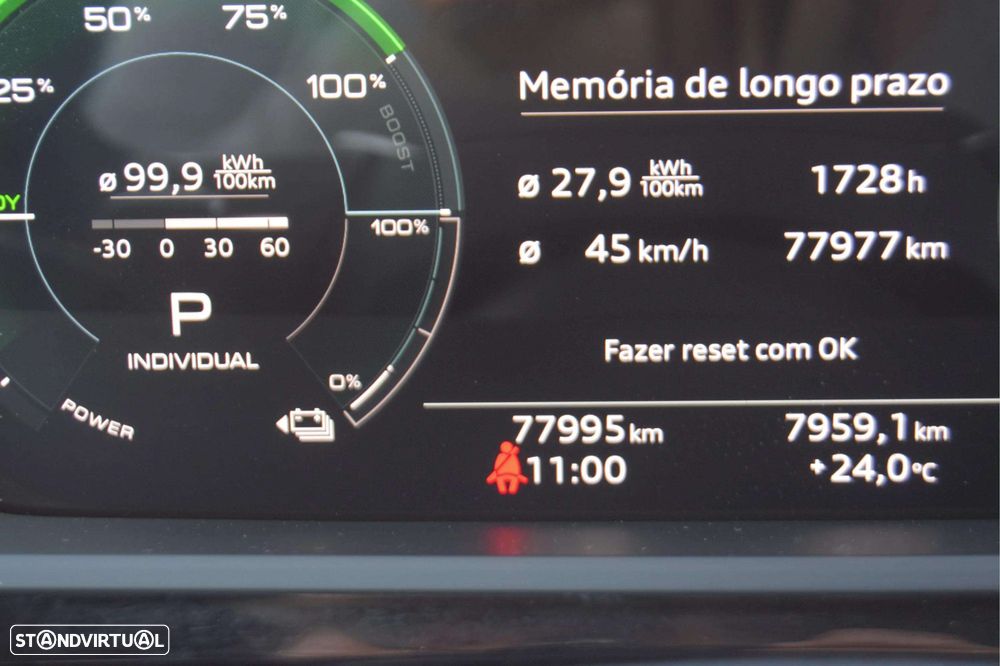 50% 75%
25% 100%
BOOST
ø 99,9 kWh/100km
-30 0 30 60
100%
P
INDIVIDUAL
0%
POWER
Memória de longo prazo
ø 27,9 kWh/100km 1728 h
ø 45 km/h 77977 km
Fazer reset com OK
77995 km 7959,1 km
11:00 +24,0°C
STANDVIRTUAL